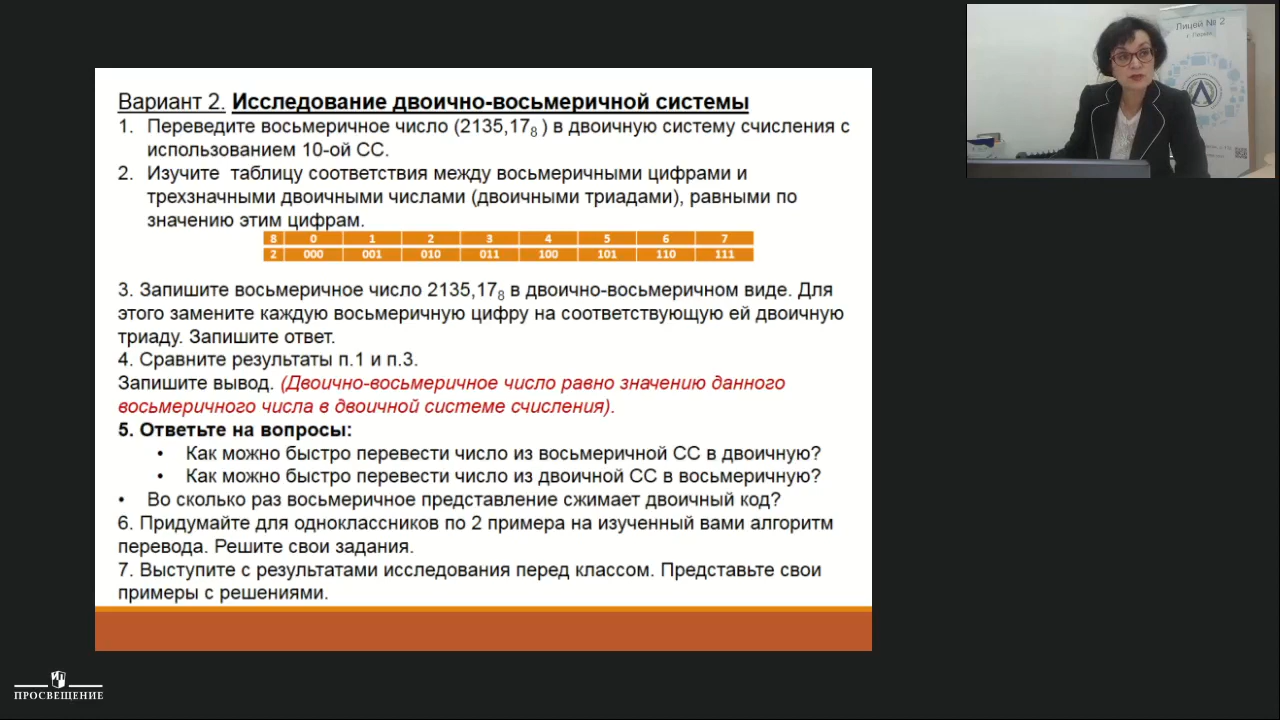 Лицей № 2
Вариант 2. Исследование двоично-восьмеричной системы
1. Переведите восьмеричное число (2135,17₈ ) в двоичную систему счисления с
использованием 10-ой СС.
2. Изучите таблицу соответствия между восьмеричными цифрами и
трехзначными двоичными числами (двоичными триадами), равными по
значению этим цифрам.
8 0 1 2 3 4 5 6 7
2 000 001 010 011 100 101 110 111
3. Запишите восьмеричное число 2135,17₈ в двоично-восьмеричном виде. Для
этого замените каждую восьмеричную цифру на соответствующую ей двоичную
триаду. Запишите ответ.
4. Сравните результаты п.1 и п.3.
Запишите вывод. (Двоично-восьмеричное число равно значению данного
восьмеричного числа в двоичной системе счисления).
5. Ответьте на вопросы:
• Как можно быстро перевести число из восьмеричной СС в двоичную?
• Как можно быстро перевести число из двоичной СС в восьмеричную?
• Во сколько раз восьмеричное представление сжимает двоичный код?
6. Придумайте для одноклассников по 2 примера на изученный вами алгоритм
перевода. Решите свои задания.
7. Выступите с результатами исследования перед классом. Представьте свои
примеры с решениями.
ПРОСВЕЩЕНИЕ